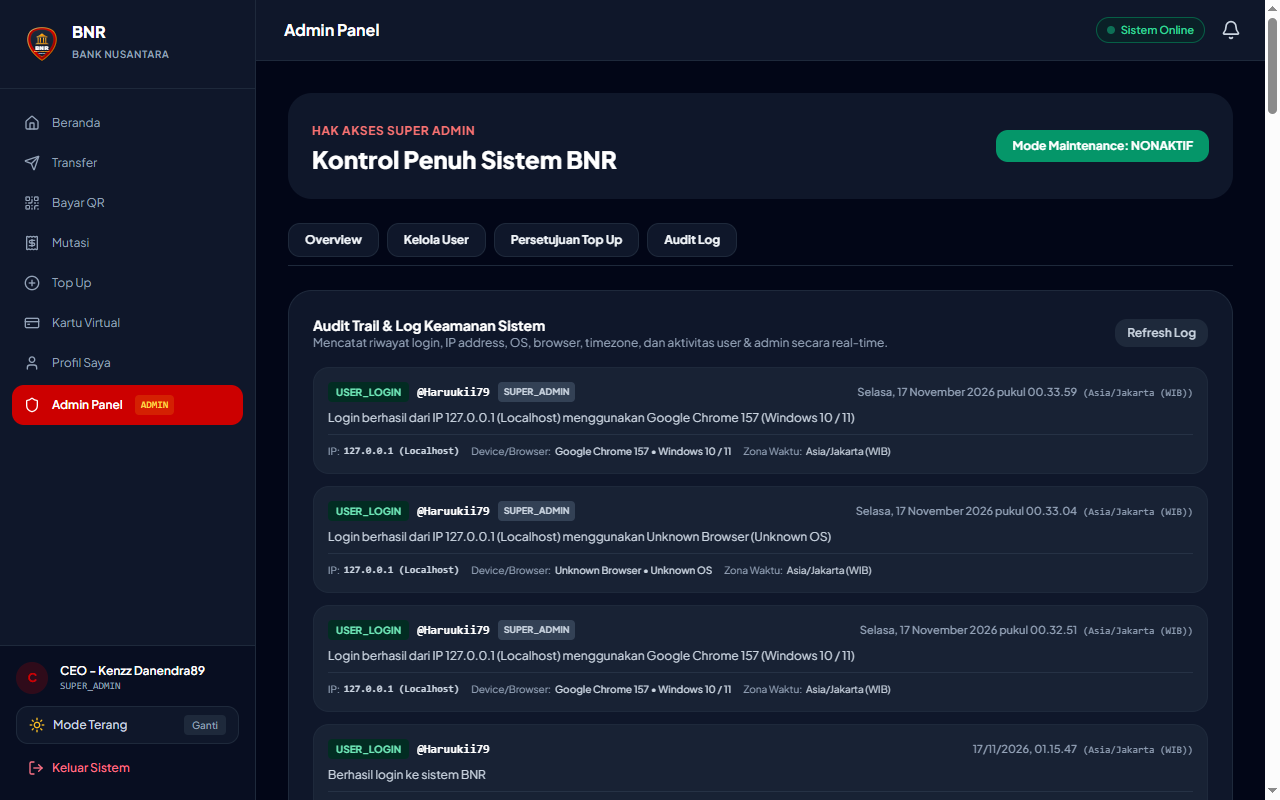 BNR
BANK NUSANTARA
Beranda
Transfer
Bayar QR
Mutasi
Top Up
Kartu Virtual
Profil Saya
Admin Panel ADMIN
CEO - Kenzz Danendra89
C
SUPER_ADMIN
Mode Terang Ganti
Keluar Sistem
Admin Panel
Sistem Online
HAK AKSES SUPER ADMIN
Kontrol Penuh Sistem BNR
Mode Maintenance: NONAKTIF
Overview Kelola User Persetujuan Top Up Audit Log
Audit Trail & Log Keamanan Sistem
Mencatat riwayat login, IP address, OS, browser, timezone, dan aktivitas user & admin secara real-time.
Refresh Log
USER_LOGIN @Haruukii79 SUPER_ADMIN Selasa, 17 November 2026 pukul 00.33.59 (Asia/Jakarta (WIB))
Login berhasil dari IP 127.0.0.1 (Localhost) menggunakan Google Chrome 157 (Windows 10 / 11)
IP: 127.0.0.1 (Localhost) Device/Browser: Google Chrome 157 • Windows 10 / 11 Zona Waktu: Asia/Jakarta (WIB)
USER_LOGIN @Haruukii79 SUPER_ADMIN Selasa, 17 November 2026 pukul 00.33.04 (Asia/Jakarta (WIB))
Login berhasil dari IP 127.0.0.1 (Localhost) menggunakan Unknown Browser (Unknown OS)
IP: 127.0.0.1 (Localhost) Device/Browser: Unknown Browser • Unknown OS Zona Waktu: Asia/Jakarta (WIB)
USER_LOGIN @Haruukii79 SUPER_ADMIN Selasa, 17 November 2026 pukul 00.32.51 (Asia/Jakarta (WIB))
Login berhasil dari IP 127.0.0.1 (Localhost) menggunakan Google Chrome 157 (Windows 10 / 11)
IP: 127.0.0.1 (Localhost) Device/Browser: Google Chrome 157 • Windows 10 / 11 Zona Waktu: Asia/Jakarta (WIB)
USER_LOGIN @Haruukii79 17/11/2026, 01.15.47 (Asia/Jakarta (WIB))
Berhasil login ke sistem BNR